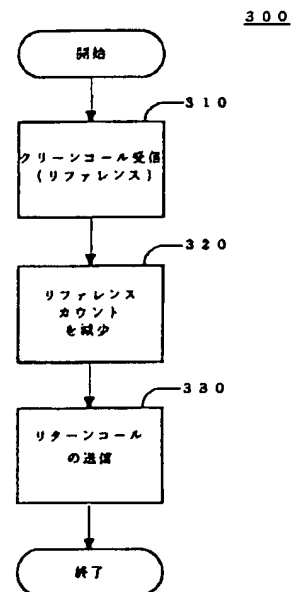 ３００
開始
３１０
クリーンコール受信
(リファレンス)
３２０
リファレンス
カウント
を減少
３３０
リターンコール
の送信
終了